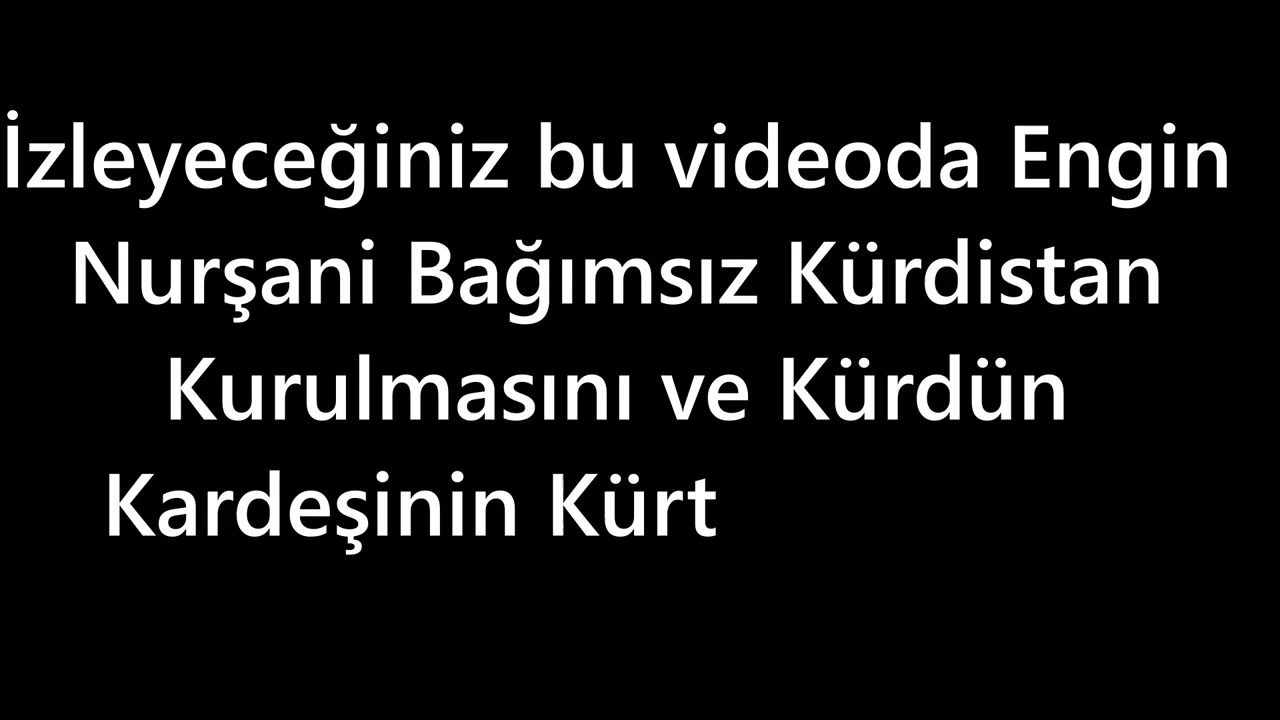 İzleyeceğiniz bu videoda Engin
Nurşani Bağımsız Kürdistan
Kurulmasını ve Kürdün
Kardeşinin Kürt